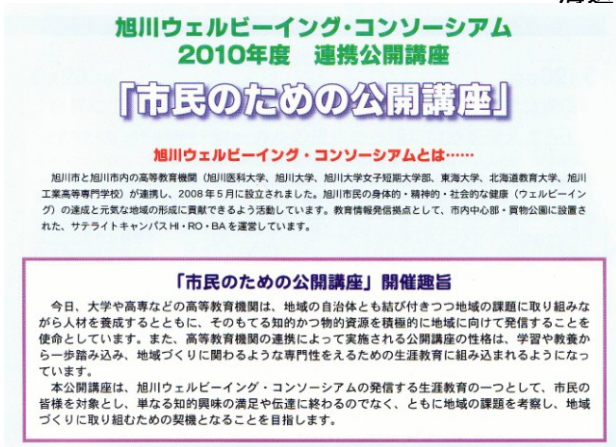 旭川ウェルビーイング・コンソーシアム
2010年度　連携公開講座
「市民のための公開講座」
旭川ウェルビーイング・コンソーシアムとは……
旭川市と旭川市内の高等教育機関（旭川医科大学、旭川大学、旭川大学女子短期大学部、東海大学、北海道教育大学、旭川
工業高等専門学校）が連携し、2008年5月に設立されました。旭川市民の身体的・精神的・社会的な健康（ウェルビーイン
グ）の達成と元気な地域の形成に貢献できるよう活動しています。教育情報発信拠点として、市内中心部・買物公園に設置さ
れた、サテライトキャンパスHI・RO・BAを運営しています。
「市民のための公開講座」開催趣旨
今日、大学や高専などの高等教育機関は、地域の自治体とも結び付きつつ地域の課題に取り組みな
がら人材を養成するとともに、そのもてる知的かつ物的資源を積極的に地域に向けて発信することを
使命としています。また、高等教育機関の連携によって実施される公開講座の性格は、学習や教養か
ら一歩踏み込み、地域づくりに関わるような専門性をえるための生涯教育に組み込まれるようになっ
ています。
本公開講座は、旭川ウェルビーイング・コンソーシアムの発信する生涯教育の一つとして、市民の
皆様を対象とし、単なる知的興味の満足や伝達に終わるのでなく、ともに地域の課題を考察し、地域
づくりに取り組むための契機となることを目指します。